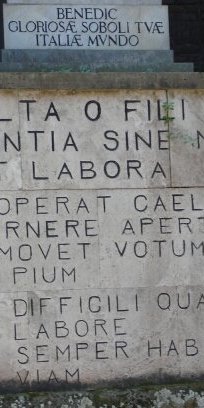 BENEDIC
GLORIOSÆ SOBOLI TVÆ
ITALIÆ MVNDO
LTA O FILI
NTIA SINE
T LABORA
OPERAT CAEL
RNERE APERT
MOVET VOTUM
PIUM
DIFFICILI QUA
LABORE
SEMPER HAB
VIAM